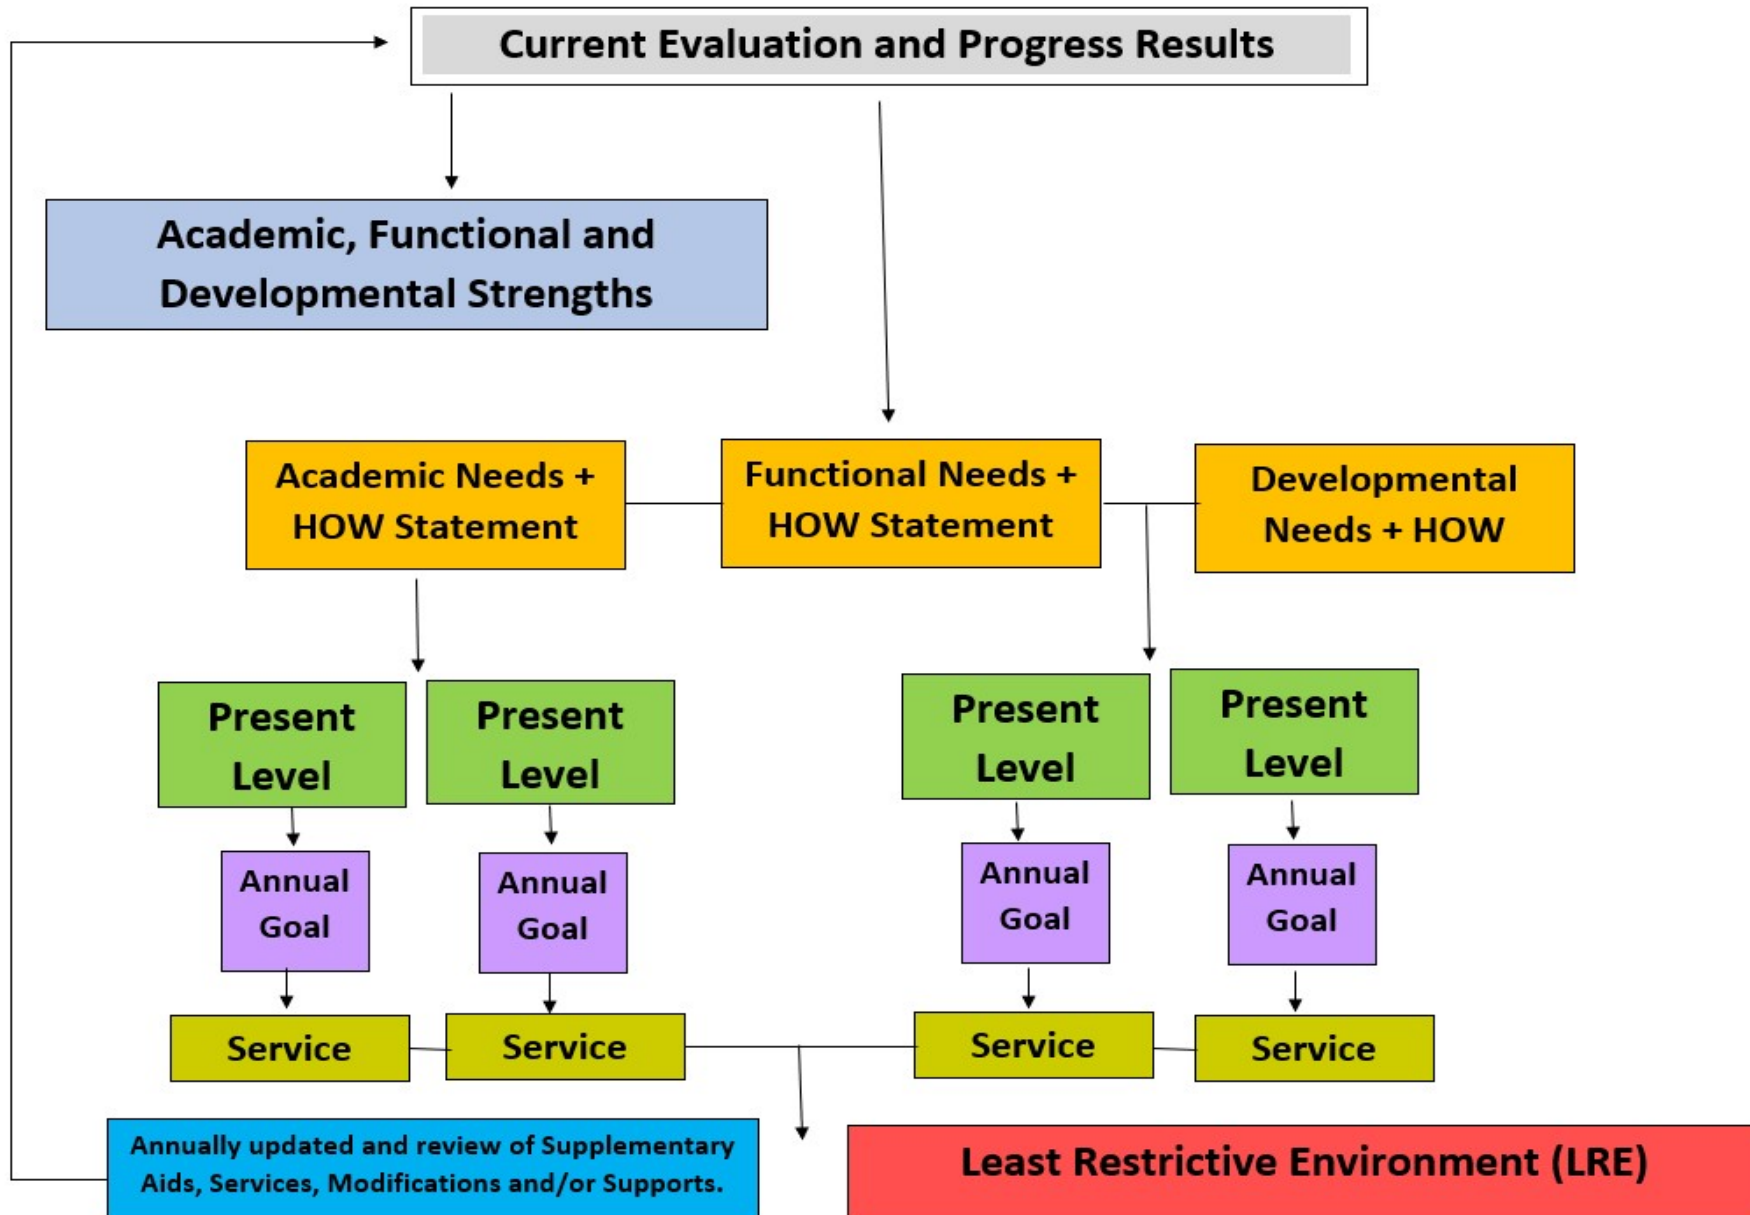 Current Evaluation and Progress Results
Academic, Functional and
Developmental Strengths
Academic Needs +
HOW Statement
Functional Needs +
HOW Statement
Developmental
Needs + HOW
Present
Level
Present
Level
Present
Level
Present
Level
Annual
Goal
Annual
Goal
Annual
Goal
Annual
Goal
Service
Service
Service
Service
Annually updated and review of Supplementary
Aids, Services, Modifications and/or Supports.
Least Restrictive Environment (LRE)